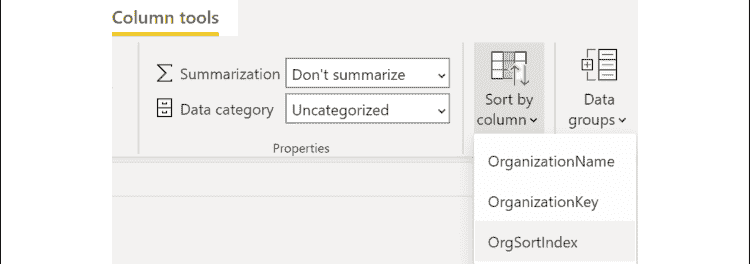 Column tools
Summarization Don't summarize
Data category Uncategorized
Properties
Sort by
column
Data
groups
OrganizationName
OrganizationKey
OrgSortIndex